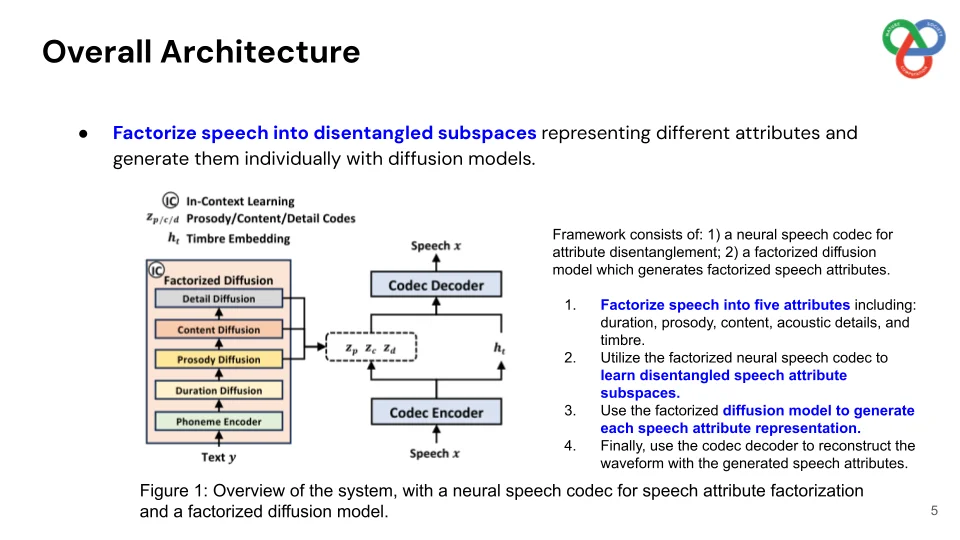 Overall Architecture
NATURE SOCIETY COMPUTATION
● Factorize speech into disentangled subspaces representing different attributes and
generate them individually with diffusion models.
IC In-Context Learning
z_{p/c/d} Prosody/Content/Detail Codes
h_t Timbre Embedding
IC
Factorized Diffusion
Detail Diffusion
Content Diffusion
Prosody Diffusion
Duration Diffusion
Phoneme Encoder
Text y
z_p z_c z_d
Speech x
Codec Decoder
h_t
Codec Encoder
Speech x
Framework consists of: 1) a neural speech codec for
attribute disentanglement; 2) a factorized diffusion
model which generates factorized speech attributes.
1. Factorize speech into five attributes including:
duration, prosody, content, acoustic details, and
timbre.
2. Utilize the factorized neural speech codec to
learn disentangled speech attribute
subspaces.
3. Use the factorized diffusion model to generate
each speech attribute representation.
4. Finally, use the codec decoder to reconstruct the
waveform with the generated speech attributes.
Figure 1: Overview of the system, with a neural speech codec for speech attribute factorization
and a factorized diffusion model.
5